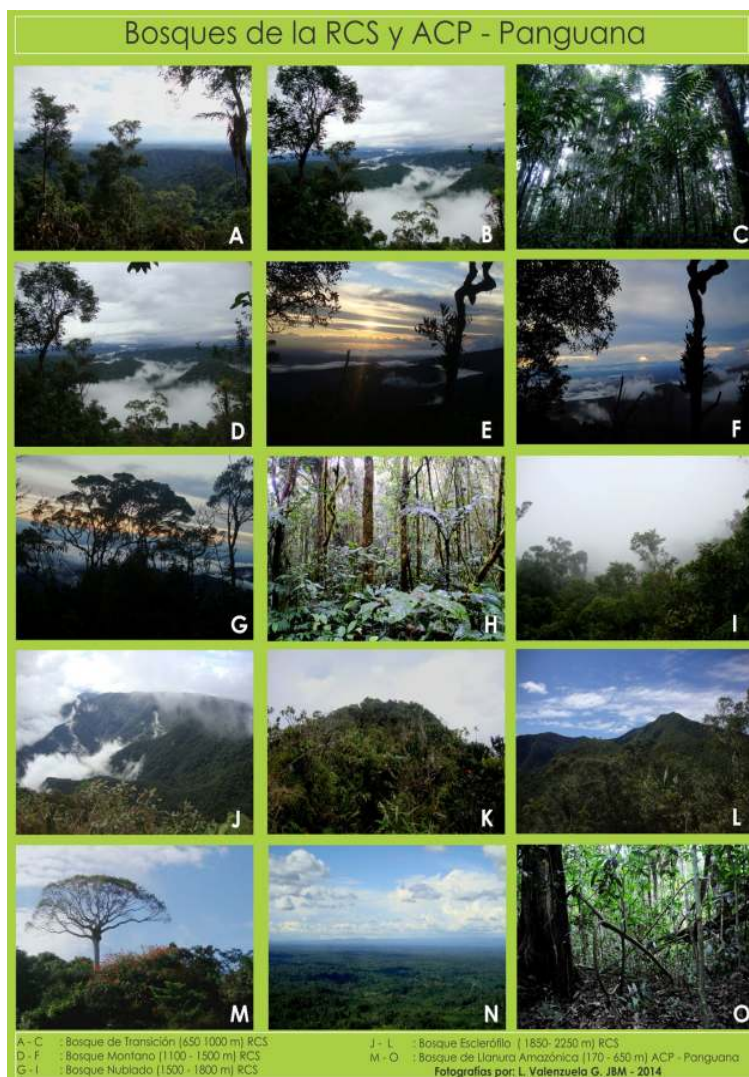 Bosques de la RCS y ACP - Panguana
A
B
C
D
E
F
G
H
I
J
K
L
M
N
O
A - C : Bosque de Transición (650 1000 m) RCS
D - F : Bosque Montano (1100 - 1500 m) RCS
G - I : Bosque Nublado (1500 - 1800 m) RCS
J - L : Bosque Esclerófilo ( 1850- 2250 m) RCS
M - O : Bosque de Llanura Amazónica (170 - 650 m) ACP - Panguana
Fotografías por: L. Valenzuela G. JBM - 2014